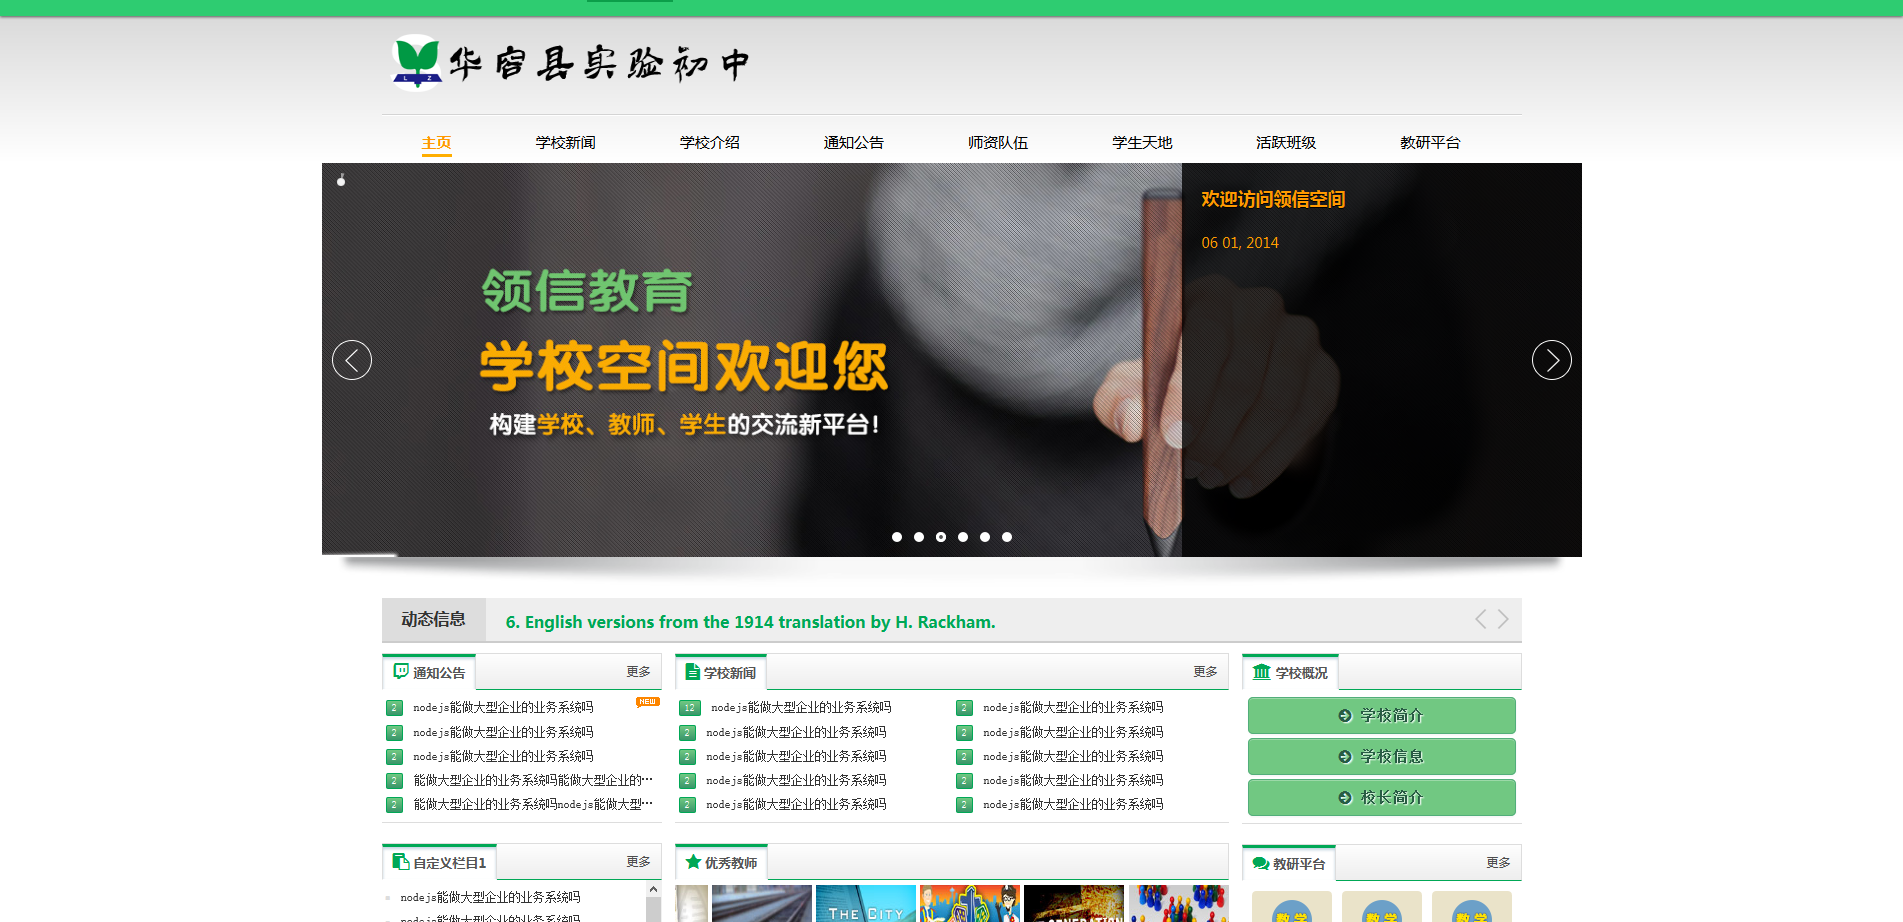 L Z
华容县实验初中
主页 学校新闻 学校介绍 通知公告 师资队伍 学生天地 活跃班级 教研平台
领信教育
学校空间欢迎您
构建学校、教师、学生的交流新平台!
欢迎访问领信空间
06 01, 2014
动态信息 6. English versions from the 1914 translation by H. Rackham.
通知公告 更多
2 nodejs能做大型企业的业务系统吗 NEW
2 nodejs能做大型企业的业务系统吗
2 nodejs能做大型企业的业务系统吗
2 能做大型企业的业务系统吗能做大型企业的…
2 能做大型企业的业务系统吗nodejs能做大型…
学校新闻 更多
12 nodejs能做大型企业的业务系统吗
2 nodejs能做大型企业的业务系统吗
2 nodejs能做大型企业的业务系统吗
2 nodejs能做大型企业的业务系统吗
2 nodejs能做大型企业的业务系统吗
2 nodejs能做大型企业的业务系统吗
2 nodejs能做大型企业的业务系统吗
2 nodejs能做大型企业的业务系统吗
2 nodejs能做大型企业的业务系统吗
2 nodejs能做大型企业的业务系统吗
学校概况
学校简介
学校信息
校长简介
自定义栏目1 更多
nodejs能做大型企业的业务系统吗
nodejs能做大型企业的业务系统吗
优秀教师
THE CITY
GENERATION
教研平台 更多
数学 数学 数学